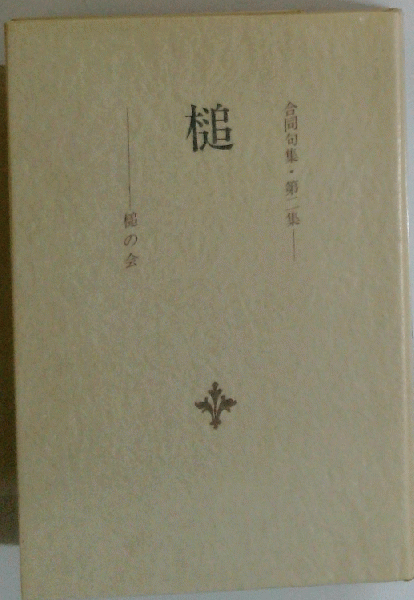 合同句集・第二集
槌
槌の会